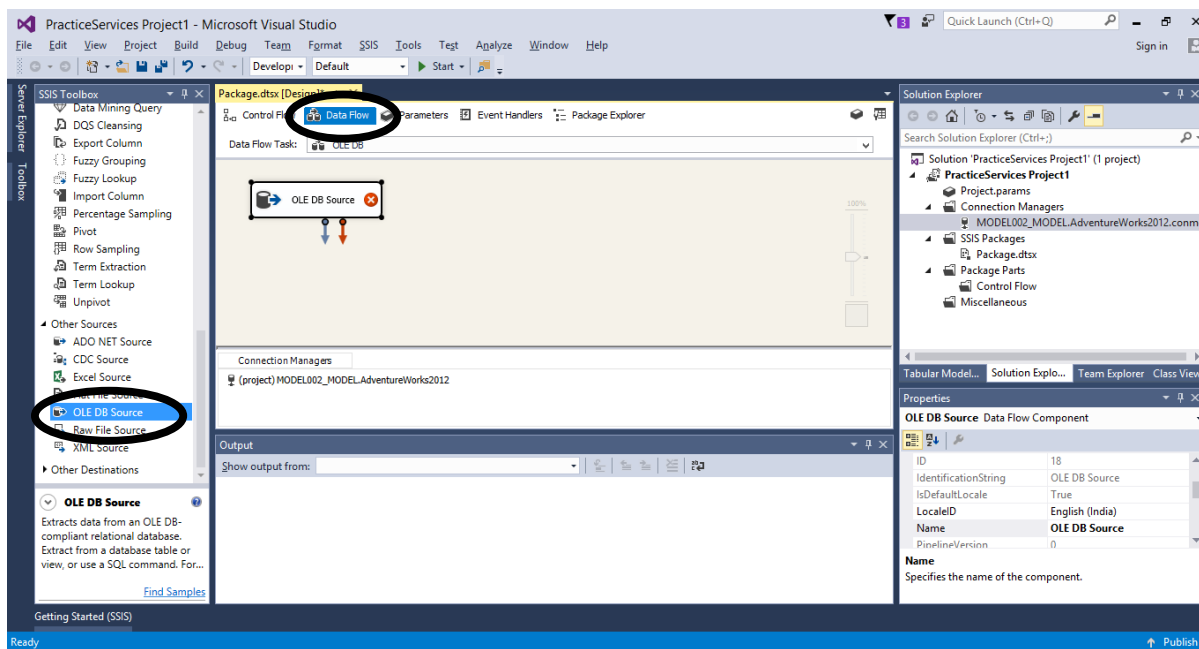 PracticeServices Project1 - Microsoft Visual Studio
3
Quick Launch (Ctrl+Q)
File Edit View Project Build Debug Team Format SSIS Tools Test Analyze Window Help
Sign in
Develop Default Start
Server Explorer
Toolbox
SSIS Toolbox
Data Mining Query
DQS Cleansing
Export Column
Fuzzy Grouping
Fuzzy Lookup
Import Column
Percentage Sampling
Pivot
Row Sampling
Term Extraction
Term Lookup
Unpivot
Other Sources
ADO NET Source
CDC Source
Excel Source
Flat File Source
OLE DB Source
Raw File Source
XML Source
Other Destinations
OLE DB Source
Extracts data from an OLE DB-
compliant relational database.
Extract from a database table or
view, or use a SQL command. For...
Find Samples
Package.dtsx [Design]*
Control Flow Data Flow Parameters Event Handlers Package Explorer
Data Flow Task: OLE DB
OLE DB Source
100%
Connection Managers
(project) MODEL002_MODEL.AdventureWorks2012
Output
Show output from:
Solution Explorer
Search Solution Explorer (Ctrl+;)
Solution 'PracticeServices Project1' (1 project)
PracticeServices Project1
Project.params
Connection Managers
MODEL002_MODEL.AdventureWorks2012.conm
SSIS Packages
Package.dtsx
Package Parts
Control Flow
Miscellaneous
Tabular Model... Solution Explo... Team Explorer Class View
Properties
OLE DB Source Data Flow Component
ID 18
IdentificationString OLE DB Source
IsDefaultLocale True
LocaleID English (India)
Name OLE DB Source
PipelineVersion 0
Name
Specifies the name of the component.
Getting Started (SSIS)
Ready
Publish